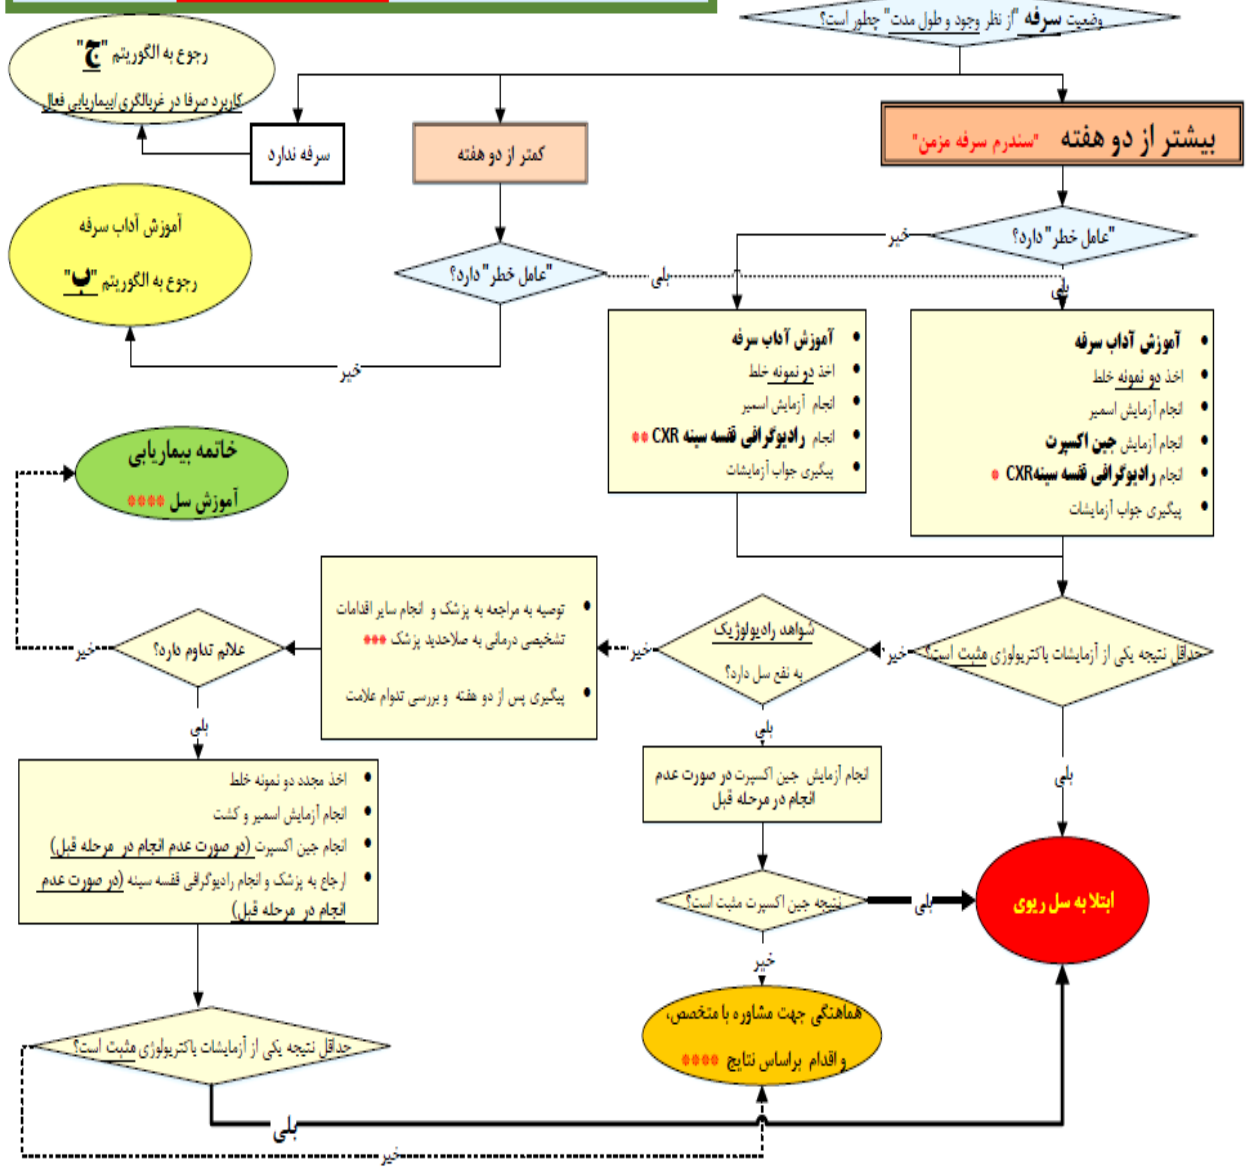 وضعیت سرفه "از نظر وجود و طول مدت" چطور است؟
بیشتر از دو هفته "سندرم سرفه مزمن"
کمتر از دو هفته
سرفه ندارد
رجوع به الگوریتم "ج"
کاربرد صرفا در غربالگری/بیماریابی فعال
"عامل خطر" دارد؟
خیر
بلی
"عامل خطر" دارد؟
بلی
خیر
آموزش آداب سرفه
رجوع به الگوریتم "ب"
• آموزش آداب سرفه
• اخذ دو نمونه خلط
• انجام آزمایش اسمیر
• انجام آزمایش جین اکسپرت
• انجام رادیوگرافی قفسه سینهCXR *
• پیگیری جواب آزمایشات
• آموزش آداب سرفه
• اخذ دو نمونه خلط
• انجام آزمایش اسمیر
• انجام رادیوگرافی قفسه سینه CXR **
• پیگیری جواب آزمایشات
حداقل نتیجه یکی از آزمایشات باکتریولوژی مثبت است؟
خیر
بلی
شواهد رادیولوژیک
به نفع سل دارد؟
خیر
بلی
• توصیه به مراجعه به پزشک و انجام سایر اقدامات
تشخیصی درمانی به صلاحدید پزشک ***
• پیگیری پس از دو هفته و بررسی تدوام علامت
علائم تداوم دارد؟
خیر
بلی
خاتمه بیماریابی
آموزش سل ****
انجام آزمایش جین اکسپرت در صورت عدم
انجام در مرحله قبل
نتیجه جین اکسپرت مثبت است؟
بلی
خیر
ابتلا به سل ریوی
هماهنگی جهت مشاوره با متخصص،
و اقدام براساس نتایج ****
• اخذ مجدد دو نمونه خلط
• انجام آزمایش اسمیر و کشت
• انجام جین اکسپرت (در صورت عدم انجام در مرحله قبل)
• ارجاع به پزشک و انجام رادیوگرافی قفسه سینه (در صورت عدم
انجام در مرحله قبل)
حداقل نتیجه یکی از آزمایشات باکتریولوژی مثبت است؟
بلی
خیر